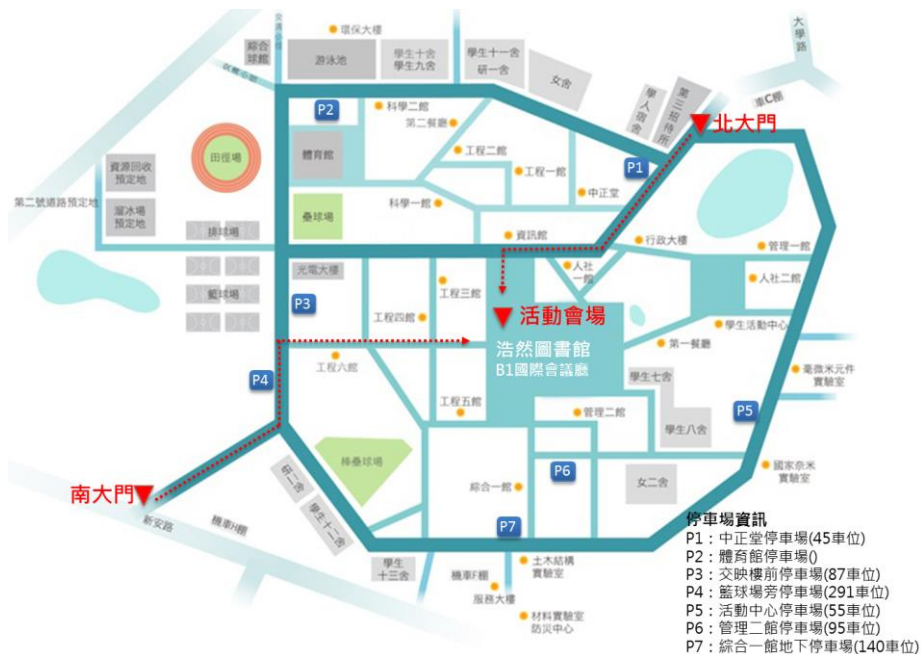 環保大樓
綜合
球館
游泳池
學生十舍
學生九舍
學生十一舍
研一舍
女舍
大學路
學人宿舍
第三招待所
車C棚
北大門
P2
科學二館
第二餐廳
工程二館
工程一館
P1
中正堂
田徑場
體育館
資源回收
預定地
第二號道路預定地
溜冰場
預定地
壘球場
科學一館
資訊館
行政大樓
管理一館
排球場
光電大樓
人社
一館
人社二館
籃球場
P3
工程三館
工程四館
活動會場
浩然圖書館
B1國際會議廳
學生活動中心
第一餐廳
工程六館
P4
工程五館
學生七舍
毫微米元件
實驗室
管理二館
P5
學生八舍
棒壘球場
南大門
新安路
機車H棚
研二舍
學生十二舍
綜合一館
P6
女二舍
國家奈米
實驗室
P7
學生
十三舍
機車F棚
服務大樓
土木結構
實驗室
材料實驗室
防災中心
停車場資訊
P1：中正堂停車場(45車位)
P2：體育館停車場()
P3：交映樓前停車場(87車位)
P4：籃球場旁停車場(291車位)
P5：活動中心停車場(55車位)
P6：管理二館停車場(95車位)
P7：綜合一館地下停車場(140車位)